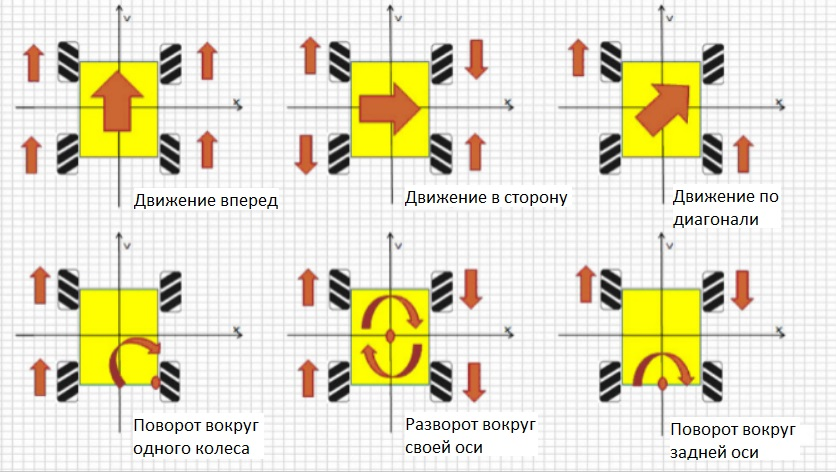 v
x
Движение вперед
v
x
Движение в сторону
v
x
Движение по
диагонали
v
x
Поворот вокруг
одного колеса
v
x
Разворот вокруг
своей оси
v
x
Поворот вокруг
задней оси